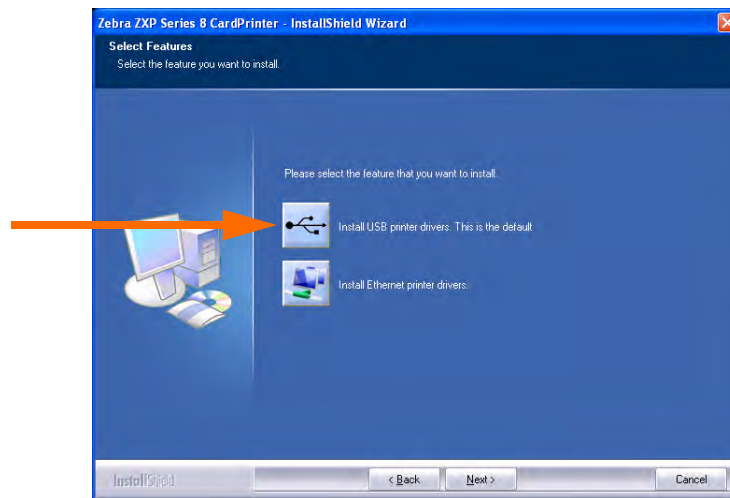 Zebra ZXP Series 8 CardPrinter - InstallShield Wizard
Select Features
Select the feature you want to install.
Please select the feature that you want to install.
Install USB printer drivers. This is the default
Install Ethernet printer drivers.
InstallShield
< Back Next > Cancel